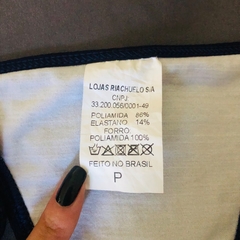 LOJAS RIACHUELO S/A
CNPJ
33.200.056/0001-49
POLIAMIDA 86%
ELASTANO 14%
FORRO
POLIAMIDA 100%
FEITO NO BRASIL
P